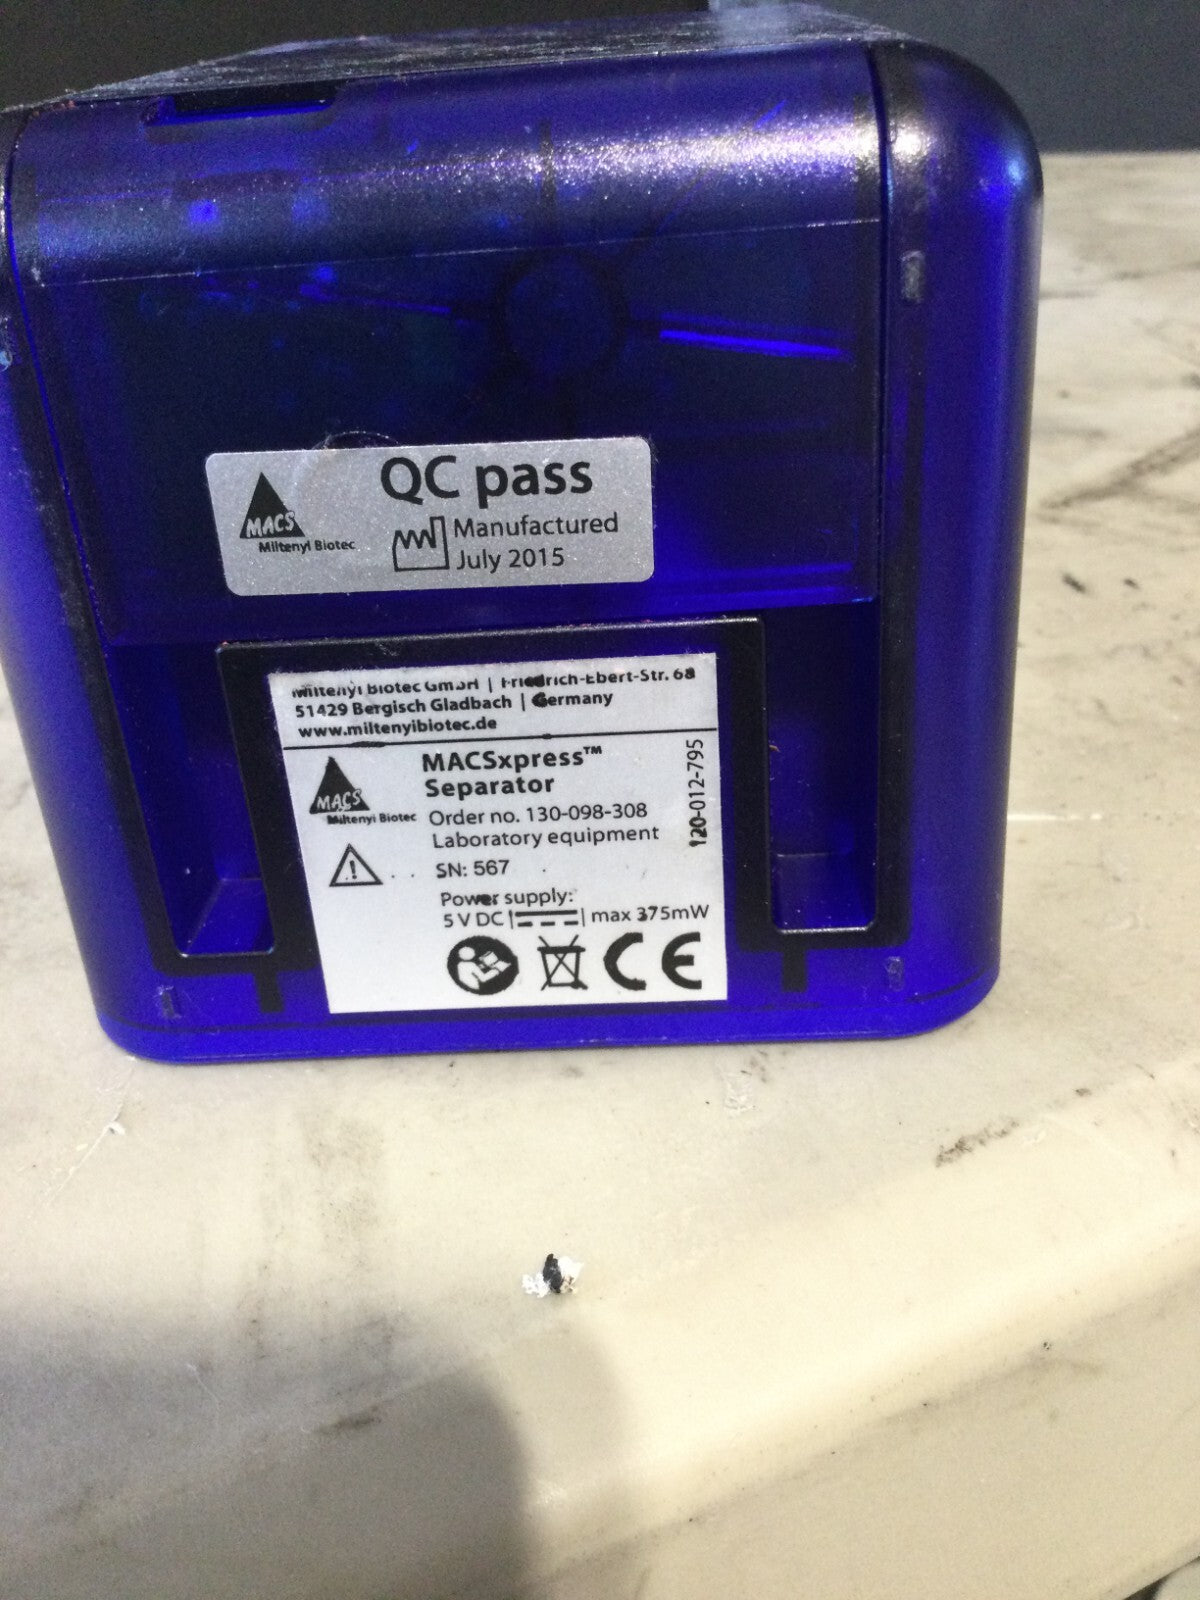 QC pass
MACS
Miltenyi Biotec
Manufactured
July 2015
Miltenyi Biotec GmbH | Friedrich-Ebert-Str. 68
51429 Bergisch Gladbach | Germany
www.miltenyibiotec.de
MACSxpress™
Separator
MACS
Miltenyi Biotec
Order no. 130-098-308
Laboratory equipment
SN: 567
Power supply:
5 V DC | max 375mW
CE
120-012-795